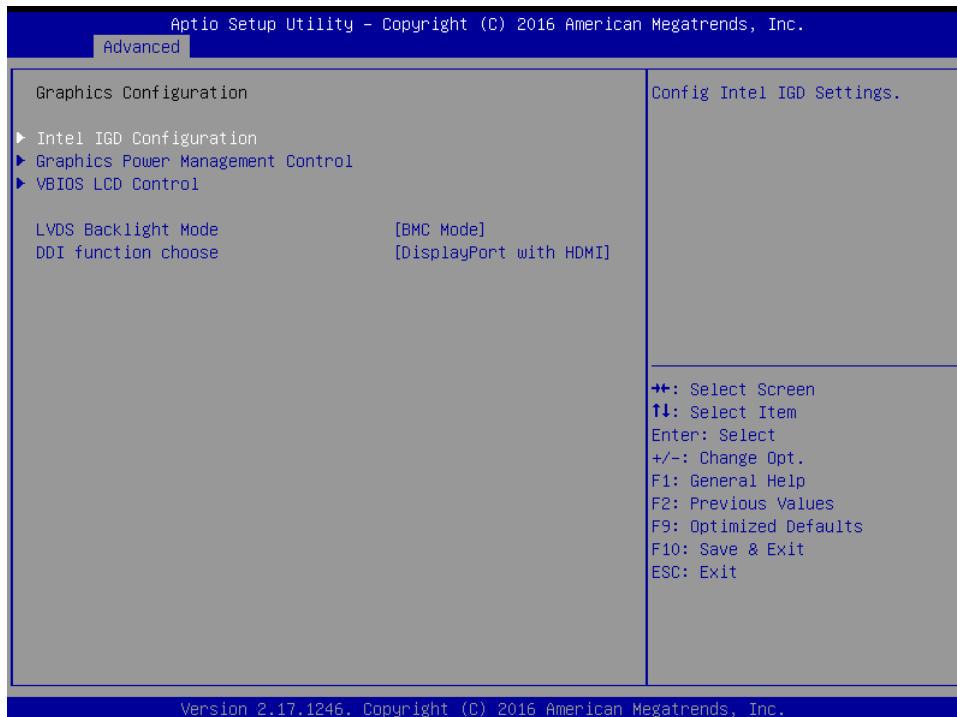 Aptio Setup Utility – Copyright (C) 2016 American Megatrends, Inc.
Advanced
Graphics Configuration
Intel IGD Configuration
Graphics Power Management Control
VBIOS LCD Control
LVDS Backlight Mode [BMC Mode]
DDI function choose [DisplayPort with HDMI]
Config Intel IGD Settings.
→←: Select Screen
↑↓: Select Item
Enter: Select
+/-: Change Opt.
F1: General Help
F2: Previous Values
F9: Optimized Defaults
F10: Save & Exit
ESC: Exit
Version 2.17.1246. Copyright (C) 2016 American Megatrends, Inc.